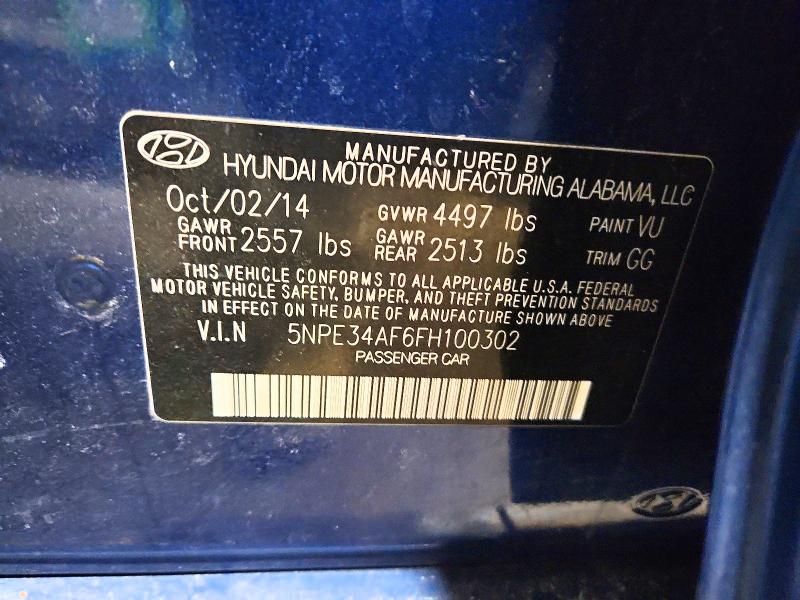 MANUFACTURED BY
HYUNDAI MOTOR MANUFACTURING ALABAMA, LLC
Oct/02/14 GVWR 4497 lbs PAINT VU
GAWR FRONT 2557 lbs GAWR REAR 2513 lbs TRIM GG
THIS VEHICLE CONFORMS TO ALL APPLICABLE U.S.A. FEDERAL
MOTOR VEHICLE SAFETY, BUMPER, AND THEFT PREVENTION STANDARDS
IN EFFECT ON THE DATE OF MANUFACTURE SHOWN ABOVE
V.I.N 5NPE34AF6FH100302
PASSENGER CAR